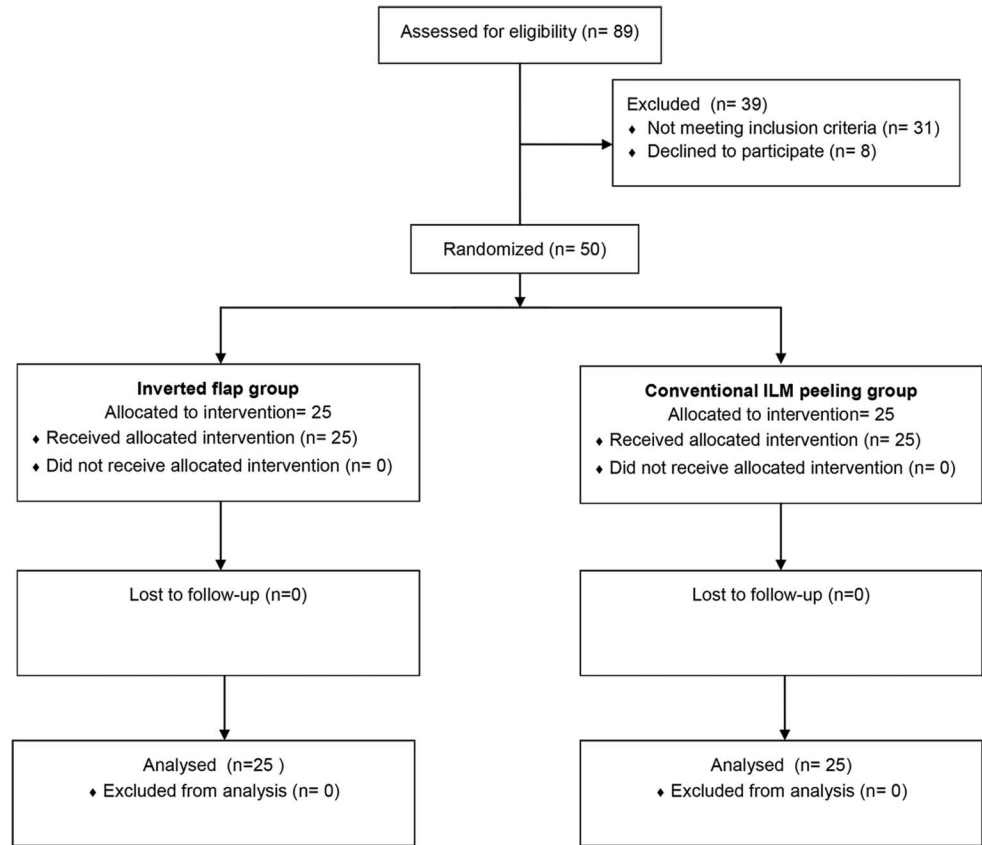 Assessed for eligibility (n= 89)
Excluded (n= 39)
♦ Not meeting inclusion criteria (n= 31)
♦ Declined to participate (n= 8)
Randomized (n= 50)
Inverted flap group
Allocated to intervention= 25
♦ Received allocated intervention (n= 25)
♦ Did not receive allocated intervention (n= 0)
Conventional ILM peeling group
Allocated to intervention= 25
♦ Received allocated intervention (n= 25)
♦ Did not receive allocated intervention (n= 0)
Lost to follow-up (n=0)
Lost to follow-up (n=0)
Analysed (n=25 )
♦ Excluded from analysis (n= 0)
Analysed (n= 25)
♦ Excluded from analysis (n= 0)